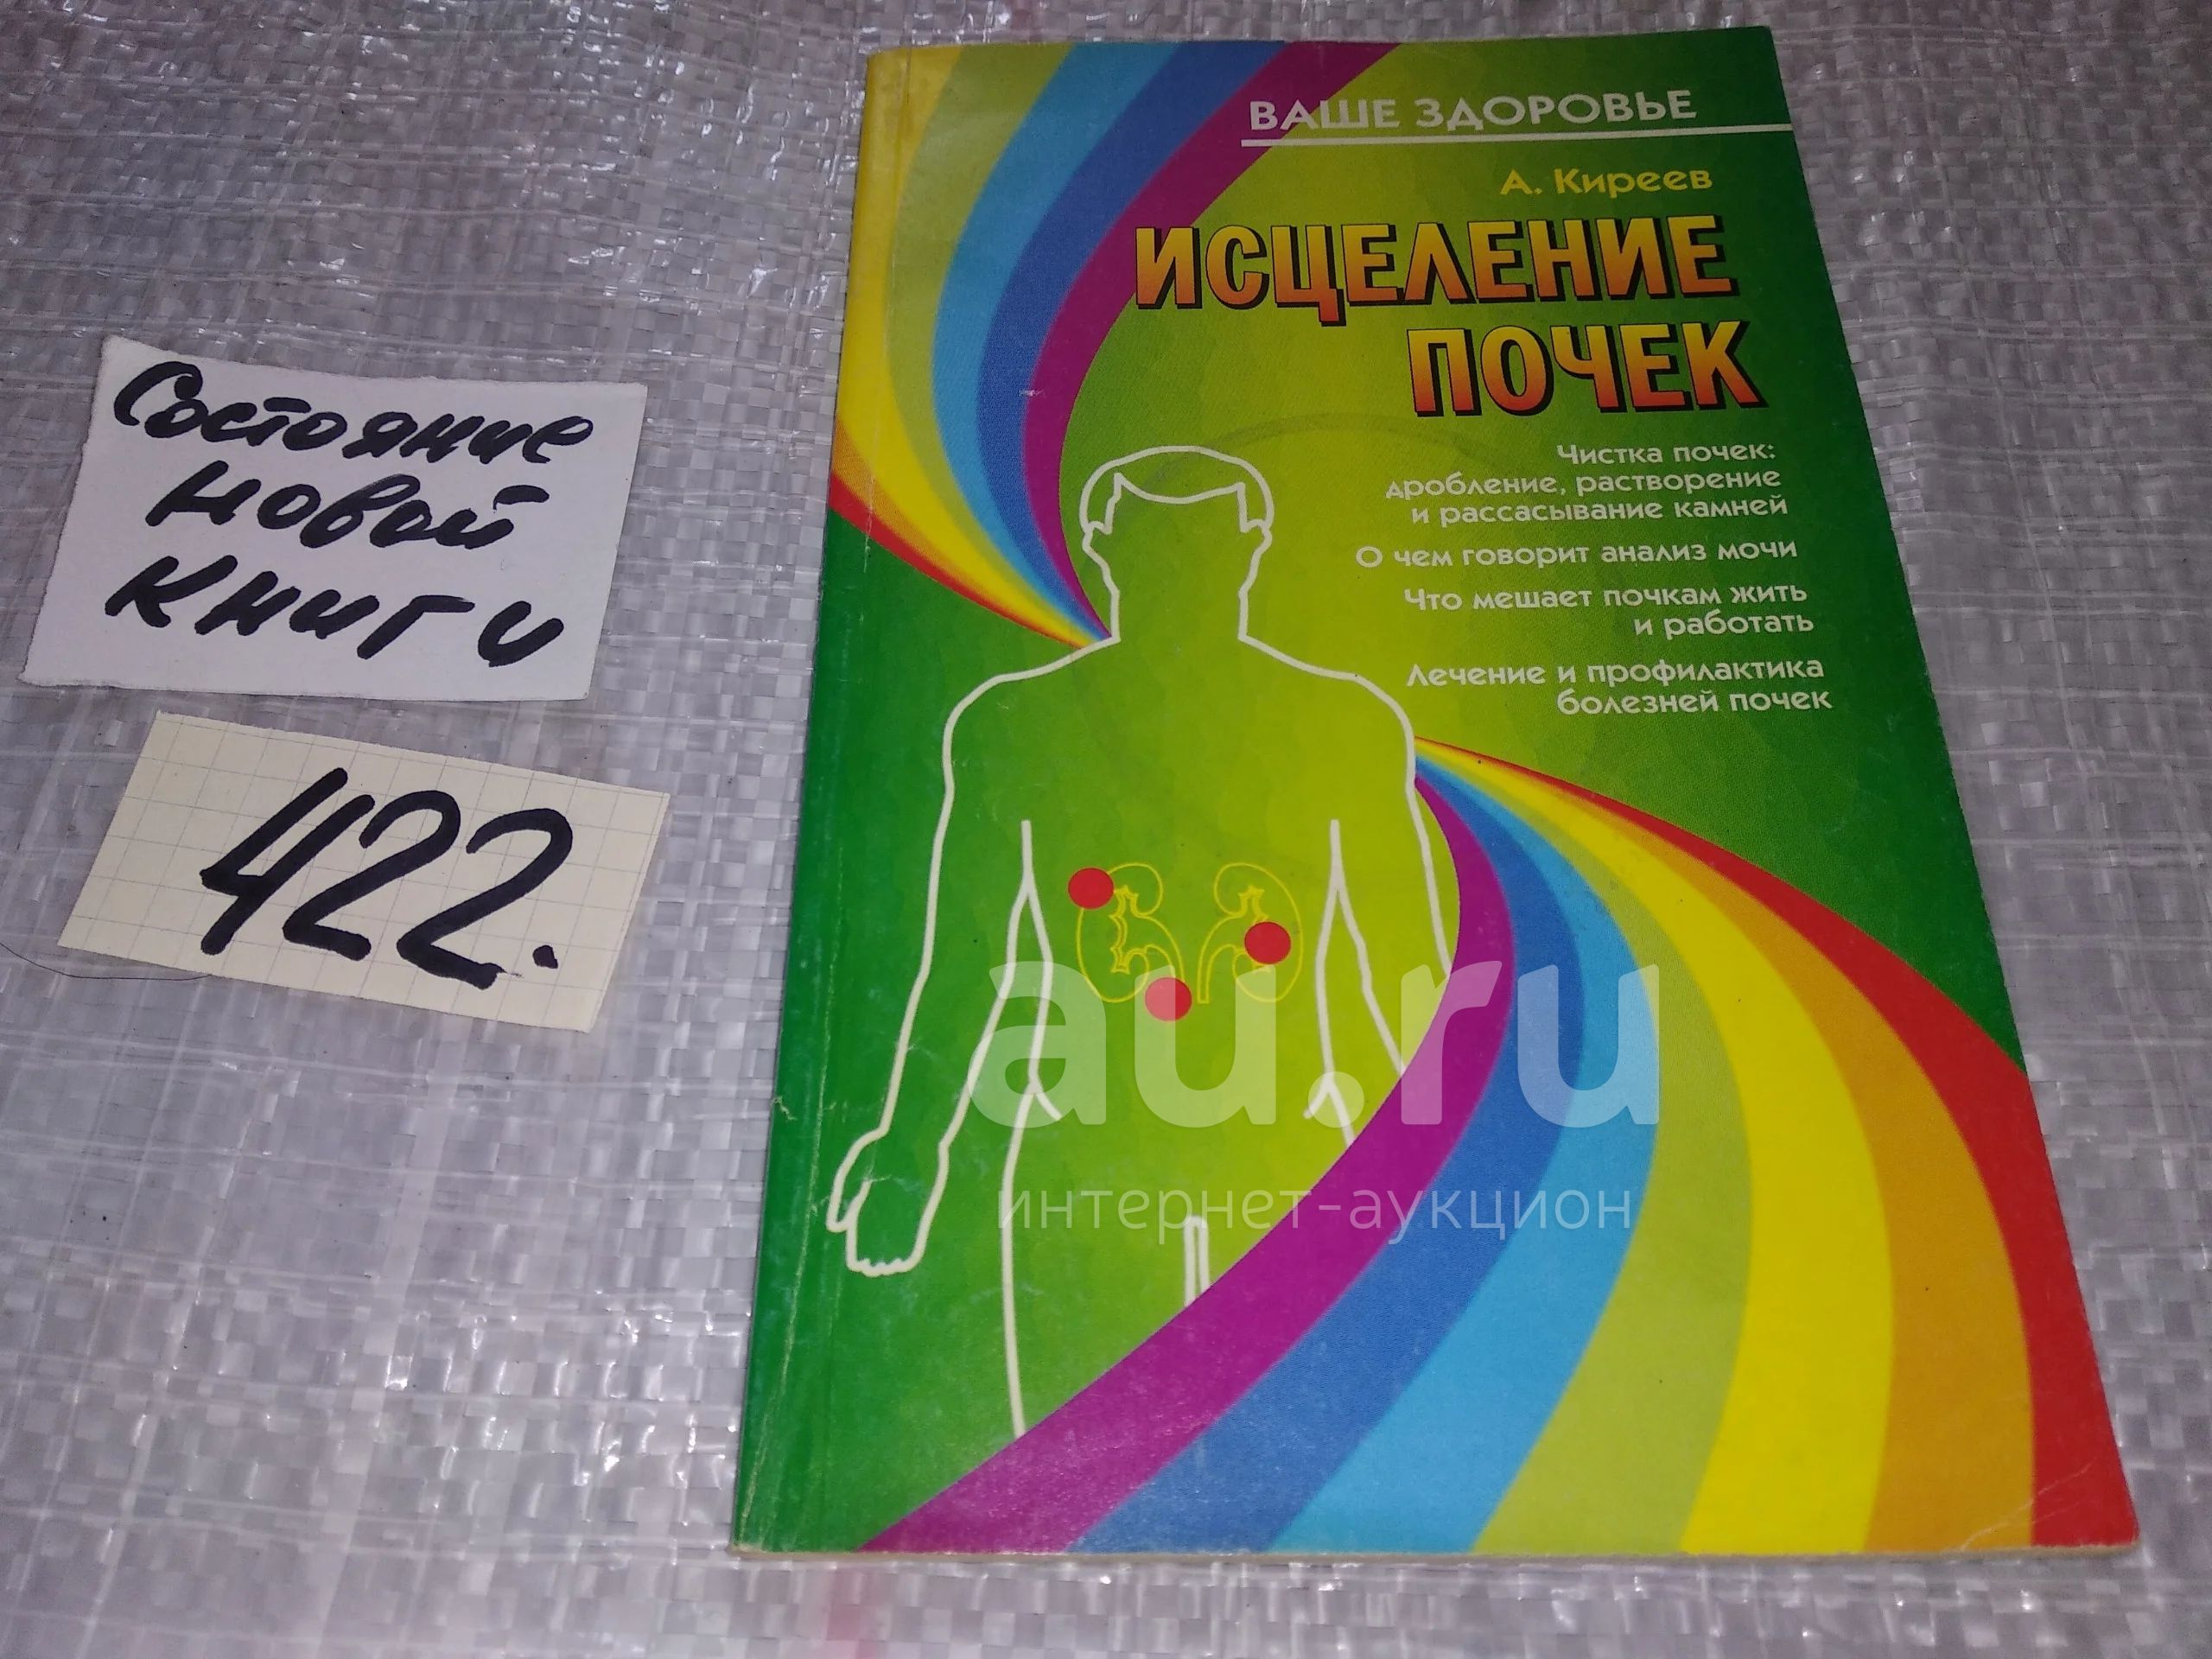 Состояние
новой
книги
422.
ВАШЕ ЗДОРОВЬЕ
А. Киреев
ИСЦЕЛЕНИЕ
ПОЧЕК
Чистка почек:
дробление, растворение
и рассасывание камней
О чем говорит анализ мочи
Что мешает почкам жить
и работать
Лечение и профилактика
болезней почек
au.ru
интернет-аукцион